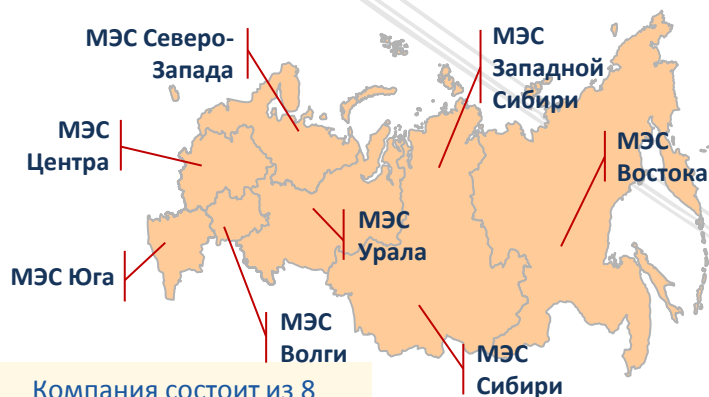 МЭС Северо-
Запада
МЭС
Западной
Сибири
МЭС
Центра
МЭС
Востока
МЭС
Урала
МЭС Юга
МЭС
Волги
МЭС
Сибири
Компания состоит из 8